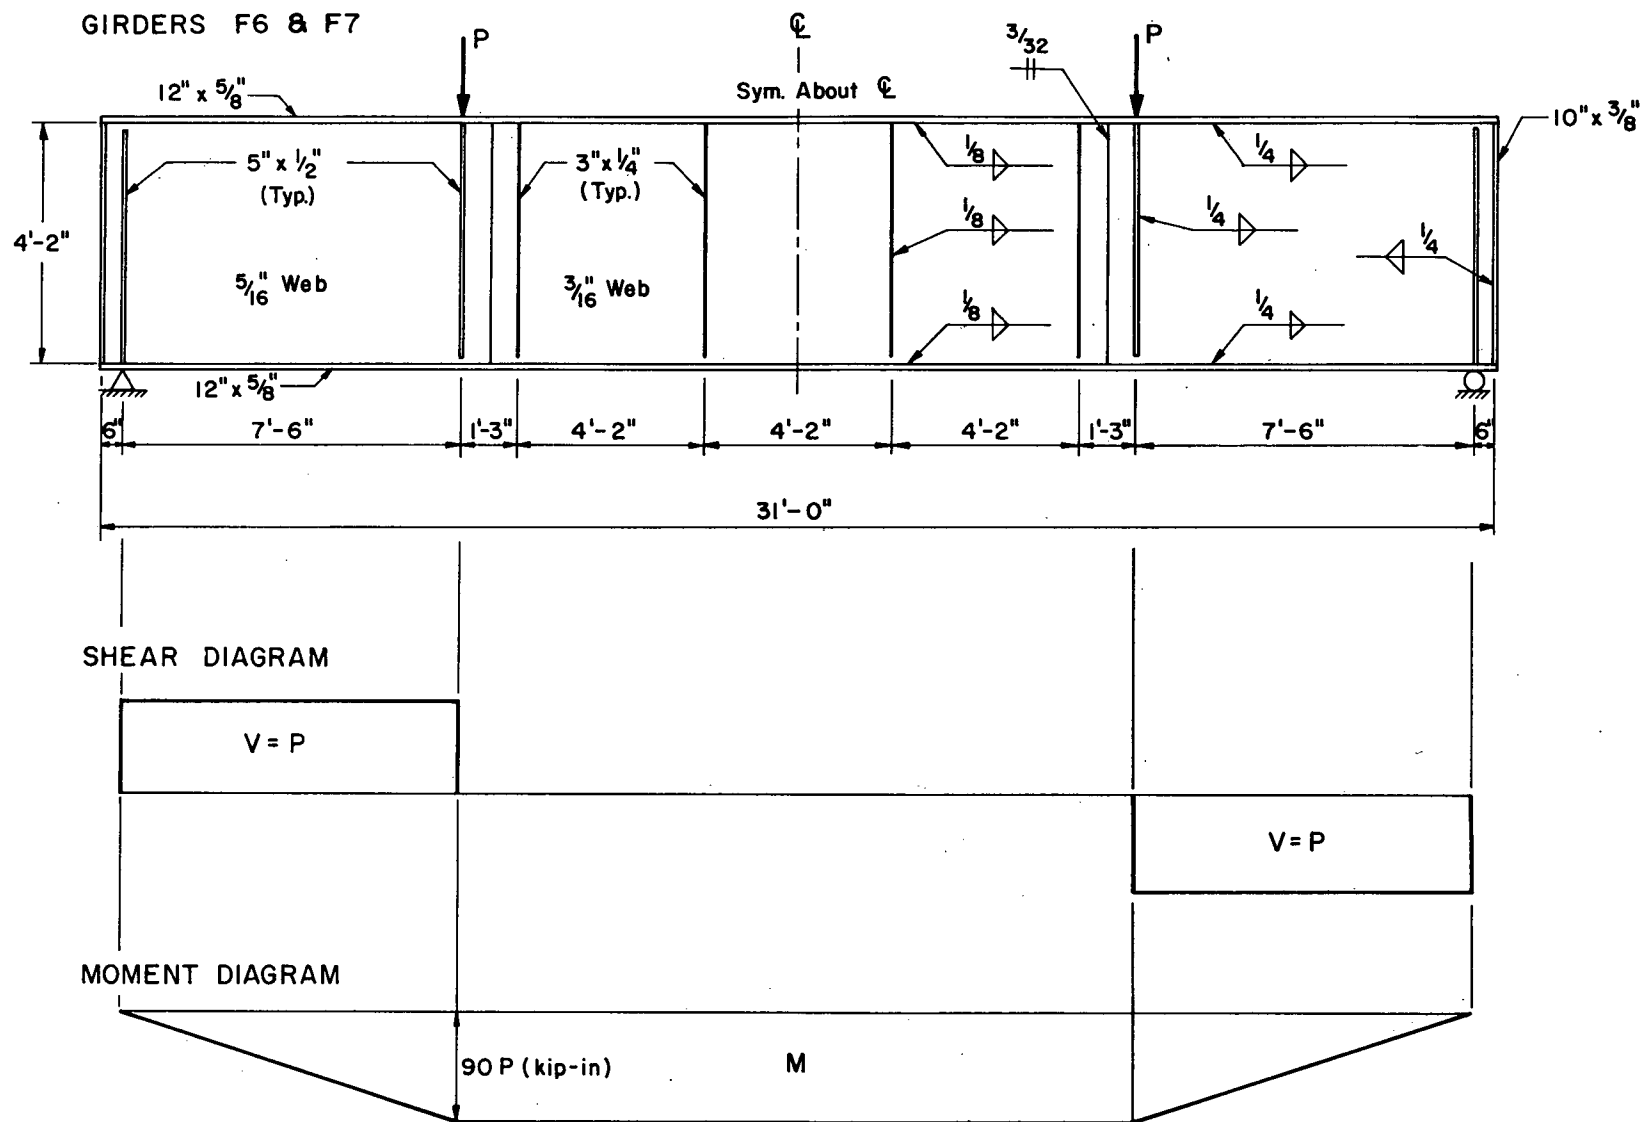 GIRDERS F6 & F7
P
℄
3/32
P
12" x 5/8"
Sym. About ℄
10" x 3/8"
5" x 1/2"
(Typ.)
3" x 1/4"
(Typ.)
1/8
1/4
4'-2"
1/8
1/4
1/4
5/16" Web
3/16" Web
1/8
1/4
12" x 5/8"
6"
7'-6"
1'-3"
4'-2"
4'-2"
4'-2"
1'-3"
7'-6"
6"
31'-0"
SHEAR DIAGRAM
V = P
V = P
MOMENT DIAGRAM
90 P (kip-in)
M